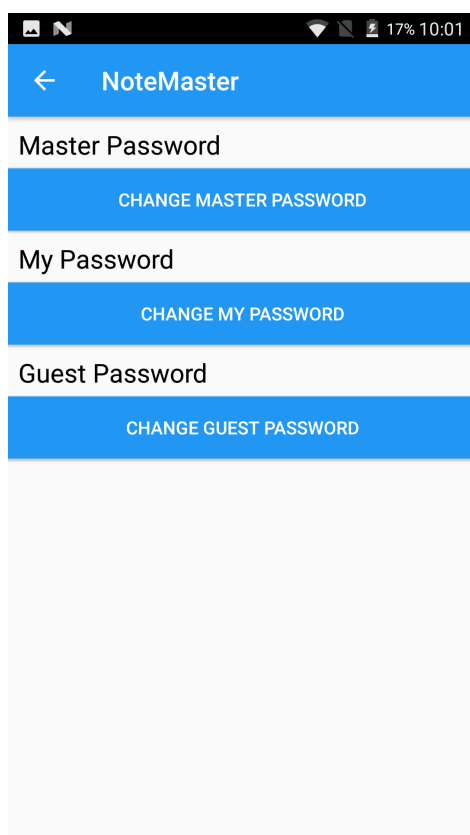 17% 10:01
NoteMaster
Master Password
CHANGE MASTER PASSWORD
My Password
CHANGE MY PASSWORD
Guest Password
CHANGE GUEST PASSWORD